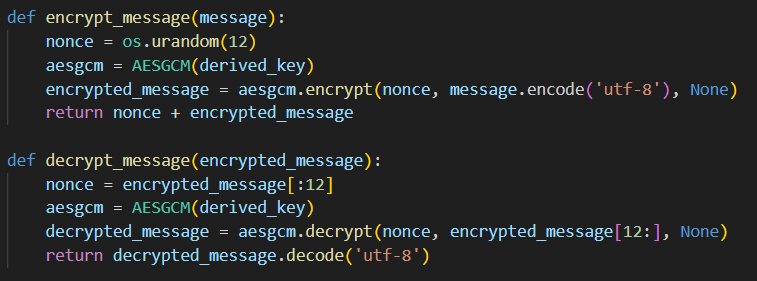 def encrypt_message(message):
    nonce = os.urandom(12)
    aesgcm = AESGCM(derived_key)
    encrypted_message = aesgcm.encrypt(nonce, message.encode('utf-8'), None)
    return nonce + encrypted_message

def decrypt_message(encrypted_message):
    nonce = encrypted_message[:12]
    aesgcm = AESGCM(derived_key)
    decrypted_message = aesgcm.decrypt(nonce, encrypted_message[12:], None)
    return decrypted_message.decode('utf-8')